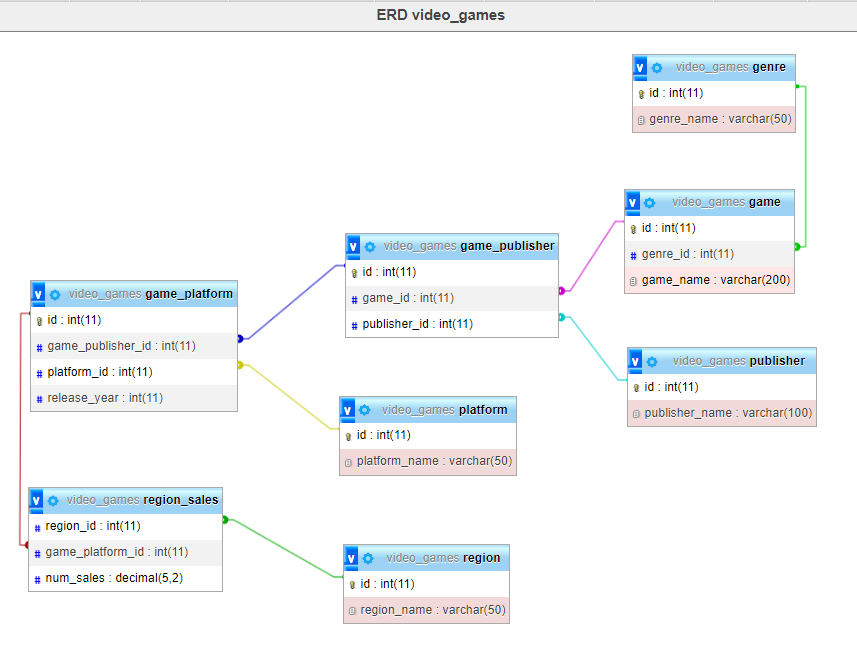 ERD video_games
video_games genre
id : int(11)
genre_name : varchar(50)
video_games game
id : int(11)
genre_id : int(11)
game_name : varchar(200)
video_games game_publisher
id : int(11)
game_id : int(11)
publisher_id : int(11)
video_games game_platform
id : int(11)
game_publisher_id : int(11)
platform_id : int(11)
release_year : int(11)
video_games publisher
id : int(11)
publisher_name : varchar(100)
video_games platform
id : int(11)
platform_name : varchar(50)
video_games region_sales
region_id : int(11)
game_platform_id : int(11)
num_sales : decimal(5,2)
video_games region
id : int(11)
region_name : varchar(50)